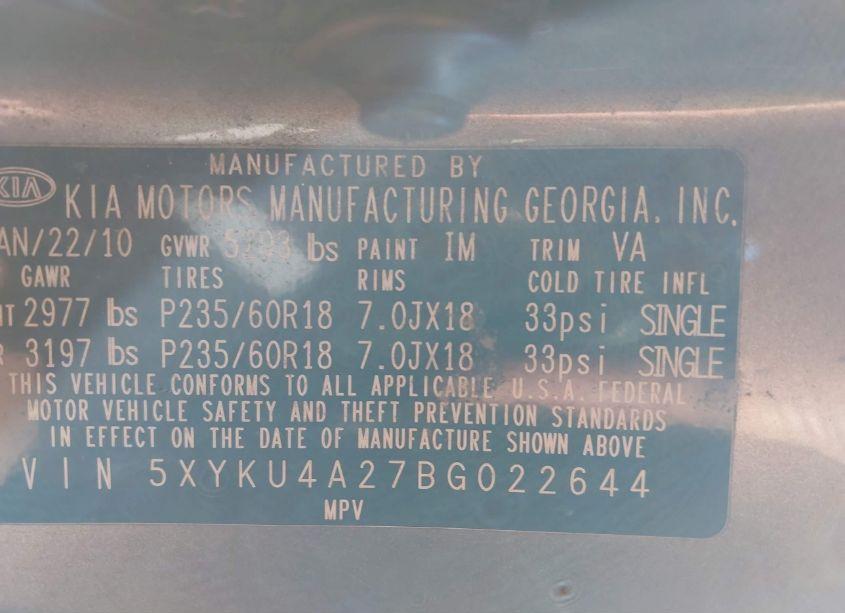 MANUFACTURED BY
KIA KIA MOTORS MANUFACTURING GEORGIA, INC.
AN/22/10 GVWR lbs PAINT IM TRIM VA
GAWR TIRES RIMS COLD TIRE INFL
NT 2977 lbs P235/60R18 7.0JX18 33psi SINGLE
R 3197 lbs P235/60R18 7.0JX18 33psi SINGLE
THIS VEHICLE CONFORMS TO ALL APPLICABLE U.S.A. FEDERAL
MOTOR VEHICLE SAFETY AND THEFT PREVENTION STANDARDS
IN EFFECT ON THE DATE OF MANUFACTURE SHOWN ABOVE
VIN 5XYKU4A27BG022644
MPV